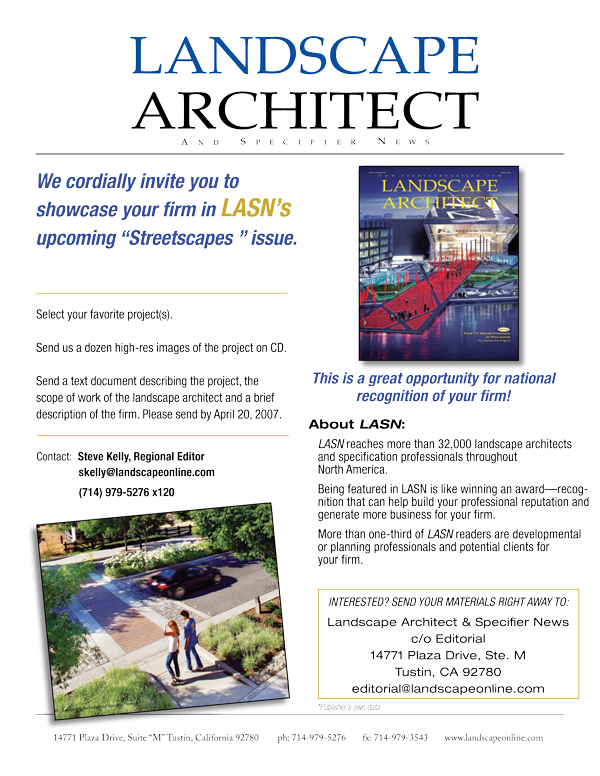 LANDSCAPE
ARCHITECT
AND SPECIFIER NEWS
We cordially invite you to
showcase your firm in LASN's
upcoming “Streetscapes ” issue.
Select your favorite project(s).
Send us a dozen high-res images of the project on CD.
Send a text document describing the project, the
scope of work of the landscape architect and a brief
description of the firm. Please send by April 20, 2007.
Contact: Steve Kelly, Regional Editor
skelly@landscapeonline.com
(714) 979-5276 x120
LANDSCAPE
ARCHITECT
This is a great opportunity for national
recognition of your firm!
About LASN:
LASN reaches more than 32,000 landscape architects
and specification professionals throughout
North America.
Being featured in LASN is like winning an award—recog-
nition that can help build your professional reputation and
generate more business for your firm.
More than one-third of LASN readers are developmental
or planning professionals and potential clients for
your firm.
INTERESTED? SEND YOUR MATERIALS RIGHT AWAY TO:
Landscape Architect & Specifier News
c/o Editorial
14771 Plaza Drive, Ste. M
Tustin, CA 92780
editorial@landscapeonline.com
*Publisher's own data
14771 Plaza Drive, Suite “M” Tustin, California 92780 ph: 714-979-5276 fx: 714-979-3543 www.landscapeonline.com